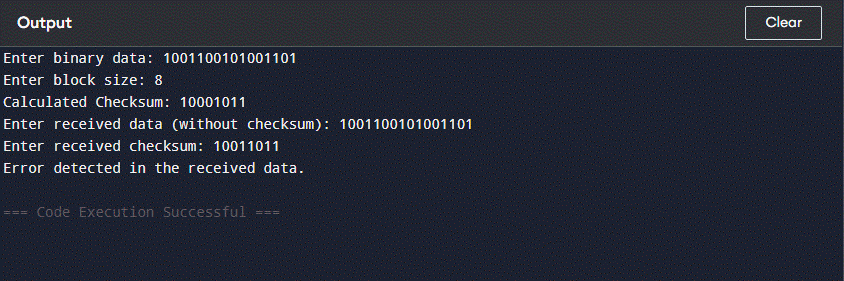 Output
Clear
Enter binary data: 1001100101001101
Enter block size: 8
Calculated Checksum: 10001011
Enter received data (without checksum): 1001100101001101
Enter received checksum: 10011011
Error detected in the received data.
=== Code Execution Successful ===